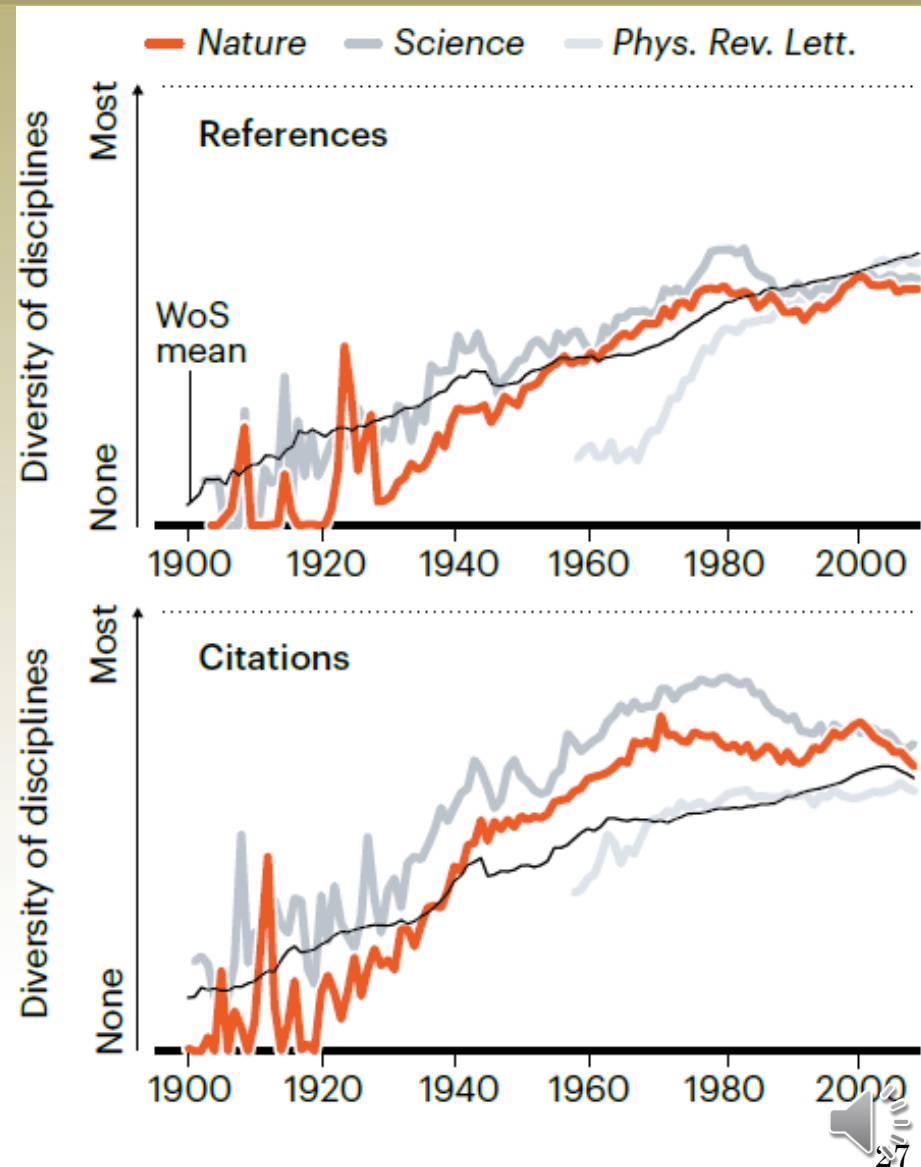 Nature Science Phys. Rev. Lett.
Most
Diversity of disciplines
None
References
WoS
mean
1900 1920 1940 1960 1980 2000
Most
Diversity of disciplines
None
Citations
1900 1920 1940 1960 1980 2000
27